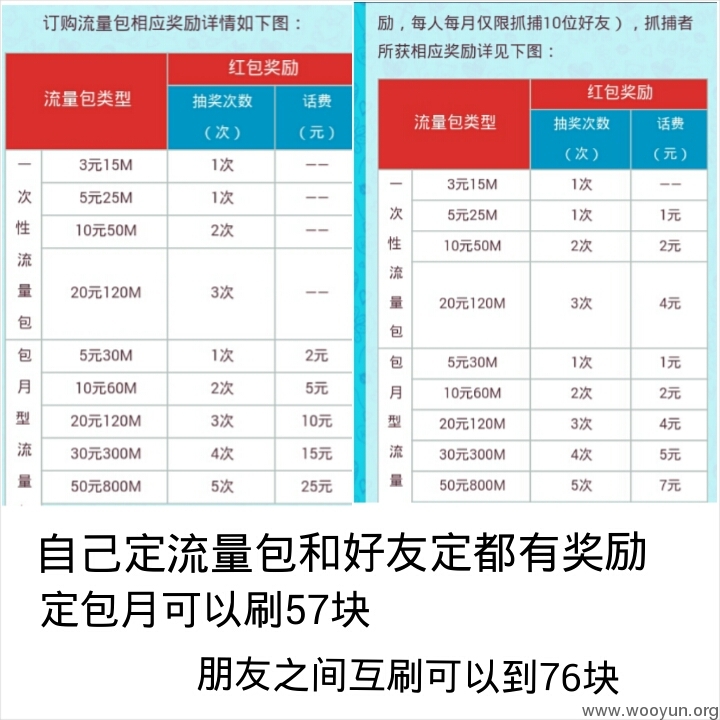 订购流量包相应奖励详情如下图：
流量包类型 红包奖励
抽奖次数（次） 话费（元）
一次性流量包
3元15M 1次 ——
5元25M 1次 ——
10元50M 2次 ——
20元120M 3次 ——
包月型流量
5元30M 1次 2元
10元60M 2次 5元
20元120M 3次 10元
30元300M 4次 15元
50元800M 5次 25元
励，每人每月仅限抓捕10位好友），抓捕者
所获相应奖励详见下图：
流量包类型 红包奖励
抽奖次数（次） 话费（元）
一次性流量包
3元15M 1次 ——
5元25M 1次 1元
10元50M 2次 2元
20元120M 3次 4元
包月型流量
5元30M 1次 1元
10元60M 2次 2元
20元120M 3次 4元
30元300M 4次 5元
50元800M 5次 7元
自己定流量包和好友定都有奖励
定包月可以刷57块
朋友之间互刷可以到76块
www.wooyun.org